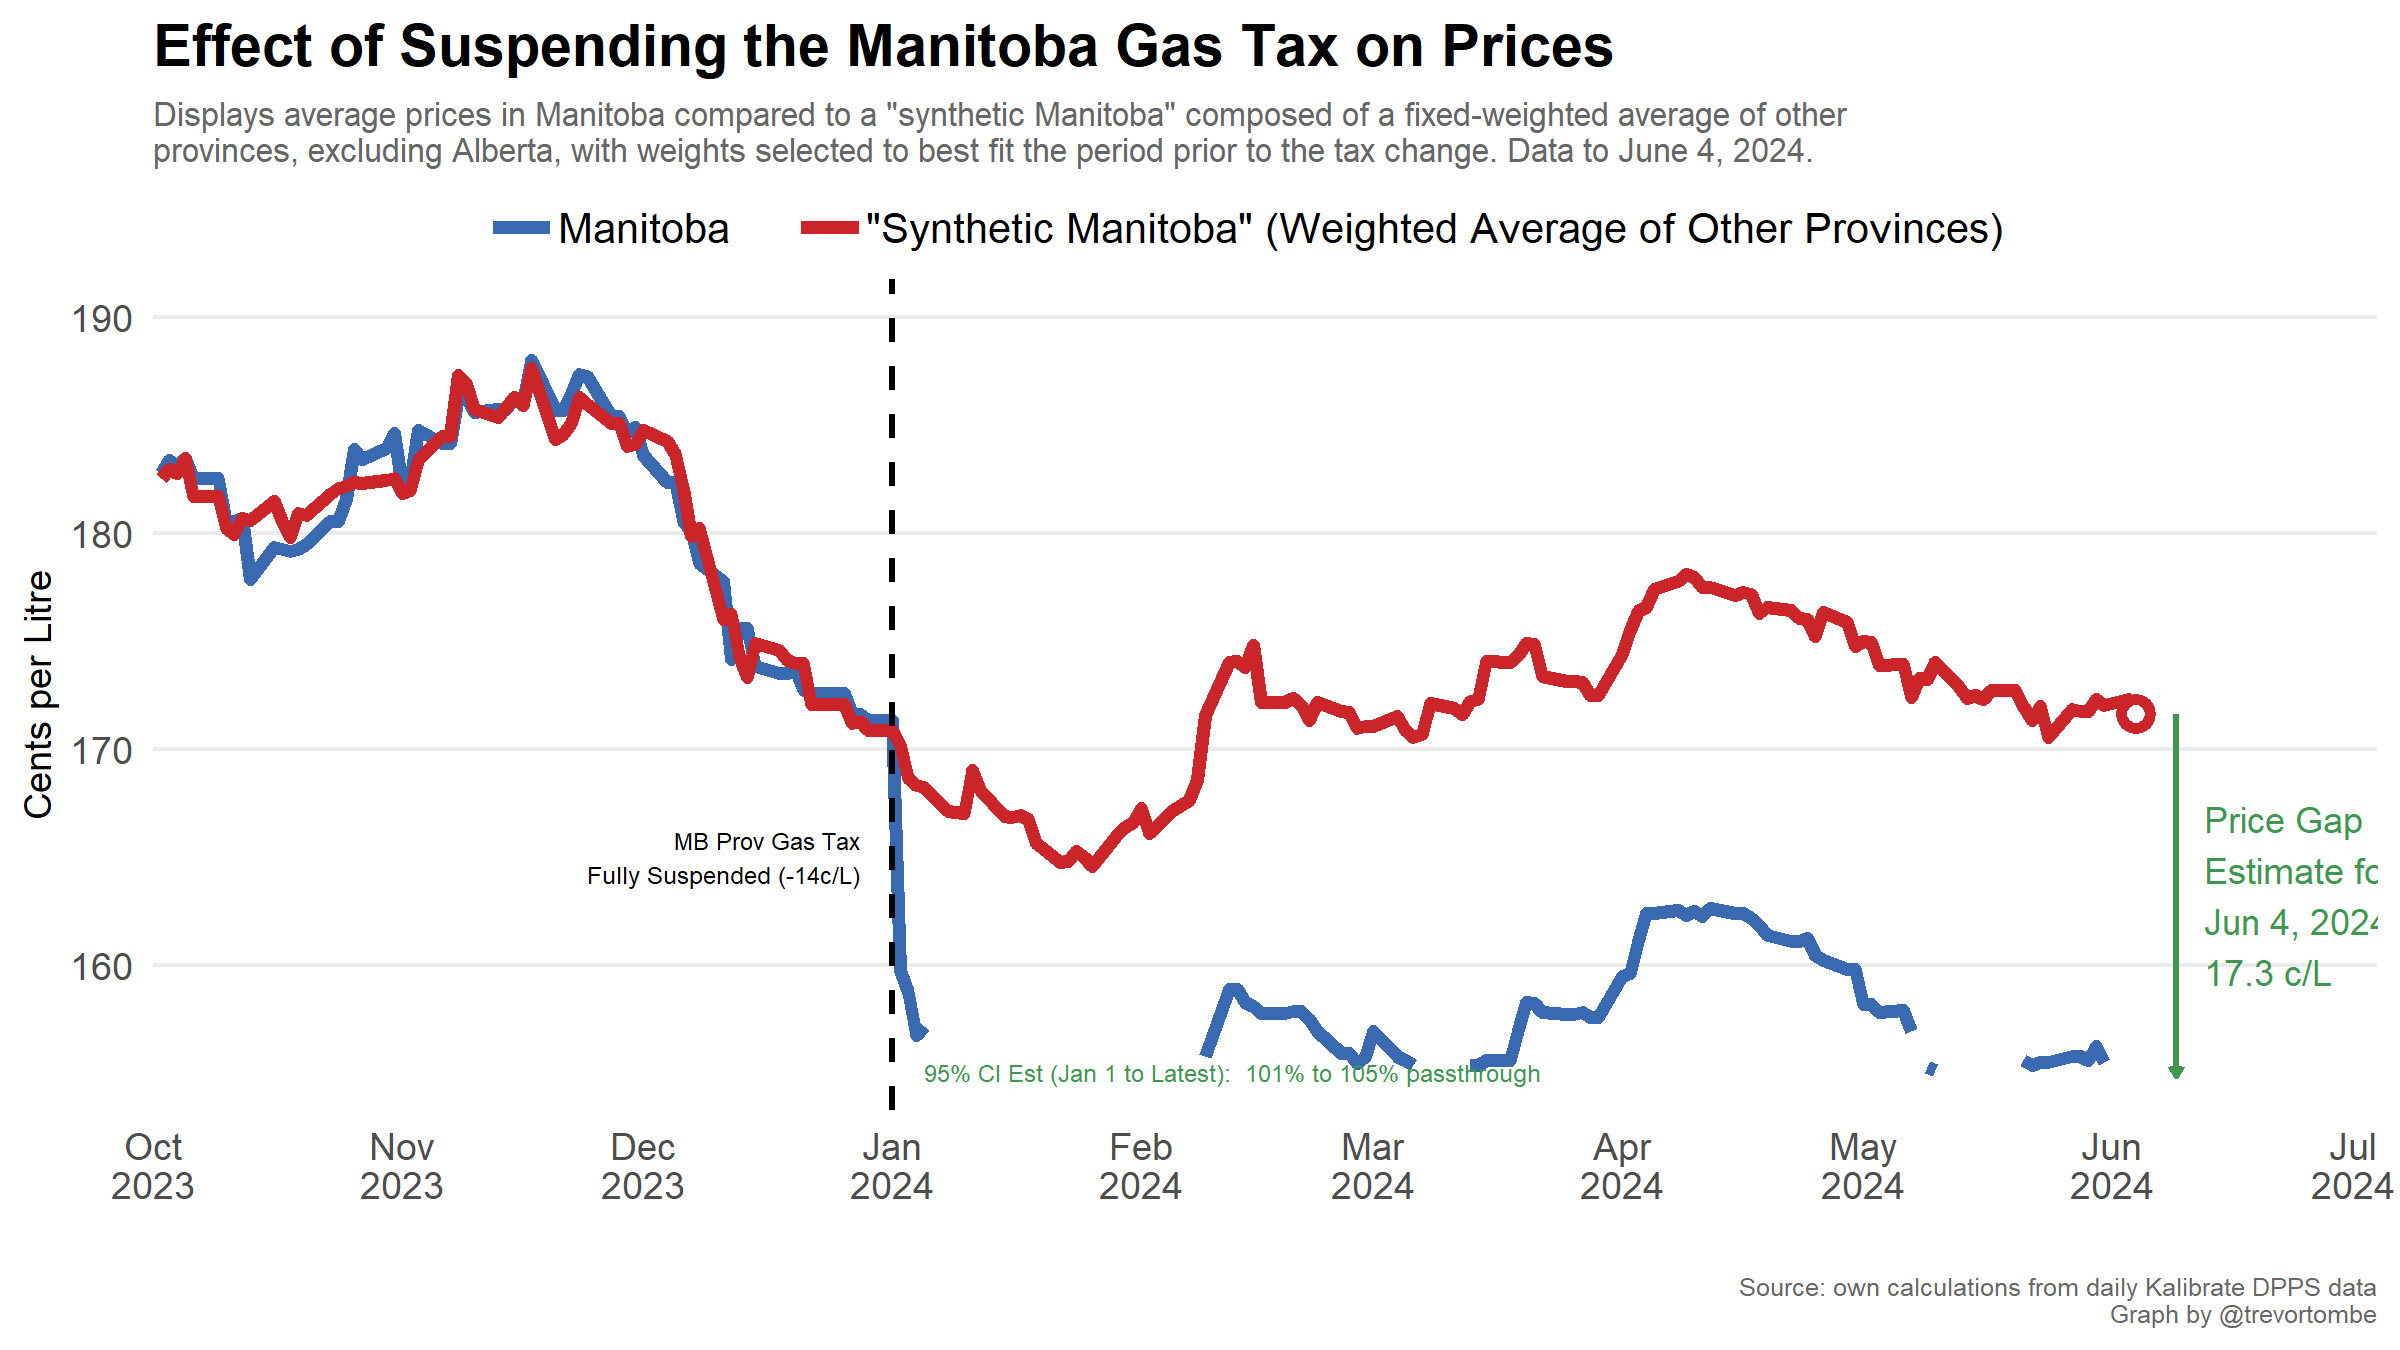 Effect of Suspending the Manitoba Gas Tax on Prices
Displays average prices in Manitoba compared to a "synthetic Manitoba" composed of a fixed-weighted average of other
provinces, excluding Alberta, with weights selected to best fit the period prior to the tax change. Data to June 4, 2024.
Manitoba
"Synthetic Manitoba" (Weighted Average of Other Provinces)
190
180
170
160
Cents per Litre
MB Prov Gas Tax
Fully Suspended (-14c/L)
Price Gap
Estimate fo
Jun 4, 2024
17.3 c/L
95% CI Est (Jan 1 to Latest):  101% to 105% passthrough
Oct Nov Dec Jan Feb Mar Apr May Jun Jul
2023 2023 2023 2024 2024 2024 2024 2024 2024 2024
Source: own calculations from daily Kalibrate DPPS data
Graph by @trevortombe